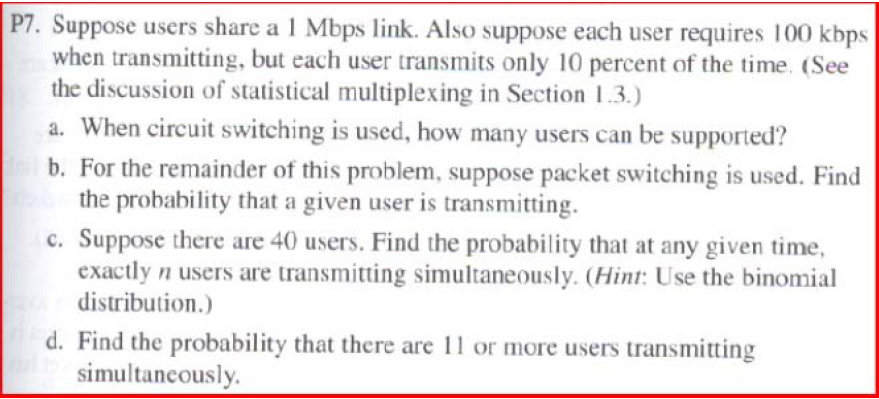 P7. Suppose users share a 1 Mbps link. Also suppose each user requires 100 kbps
when transmitting, but each user transmits only 10 percent of the time. (See
the discussion of statistical multiplexing in Section 1.3.)
a. When circuit switching is used, how many users can be supported?
b. For the remainder of this problem, suppose packet switching is used. Find
the probability that a given user is transmitting.
c. Suppose there are 40 users. Find the probability that at any given time,
exactly n users are transmitting simultaneously. (Hint: Use the binomial
distribution.)
d. Find the probability that there are 11 or more users transmitting
simultaneously.